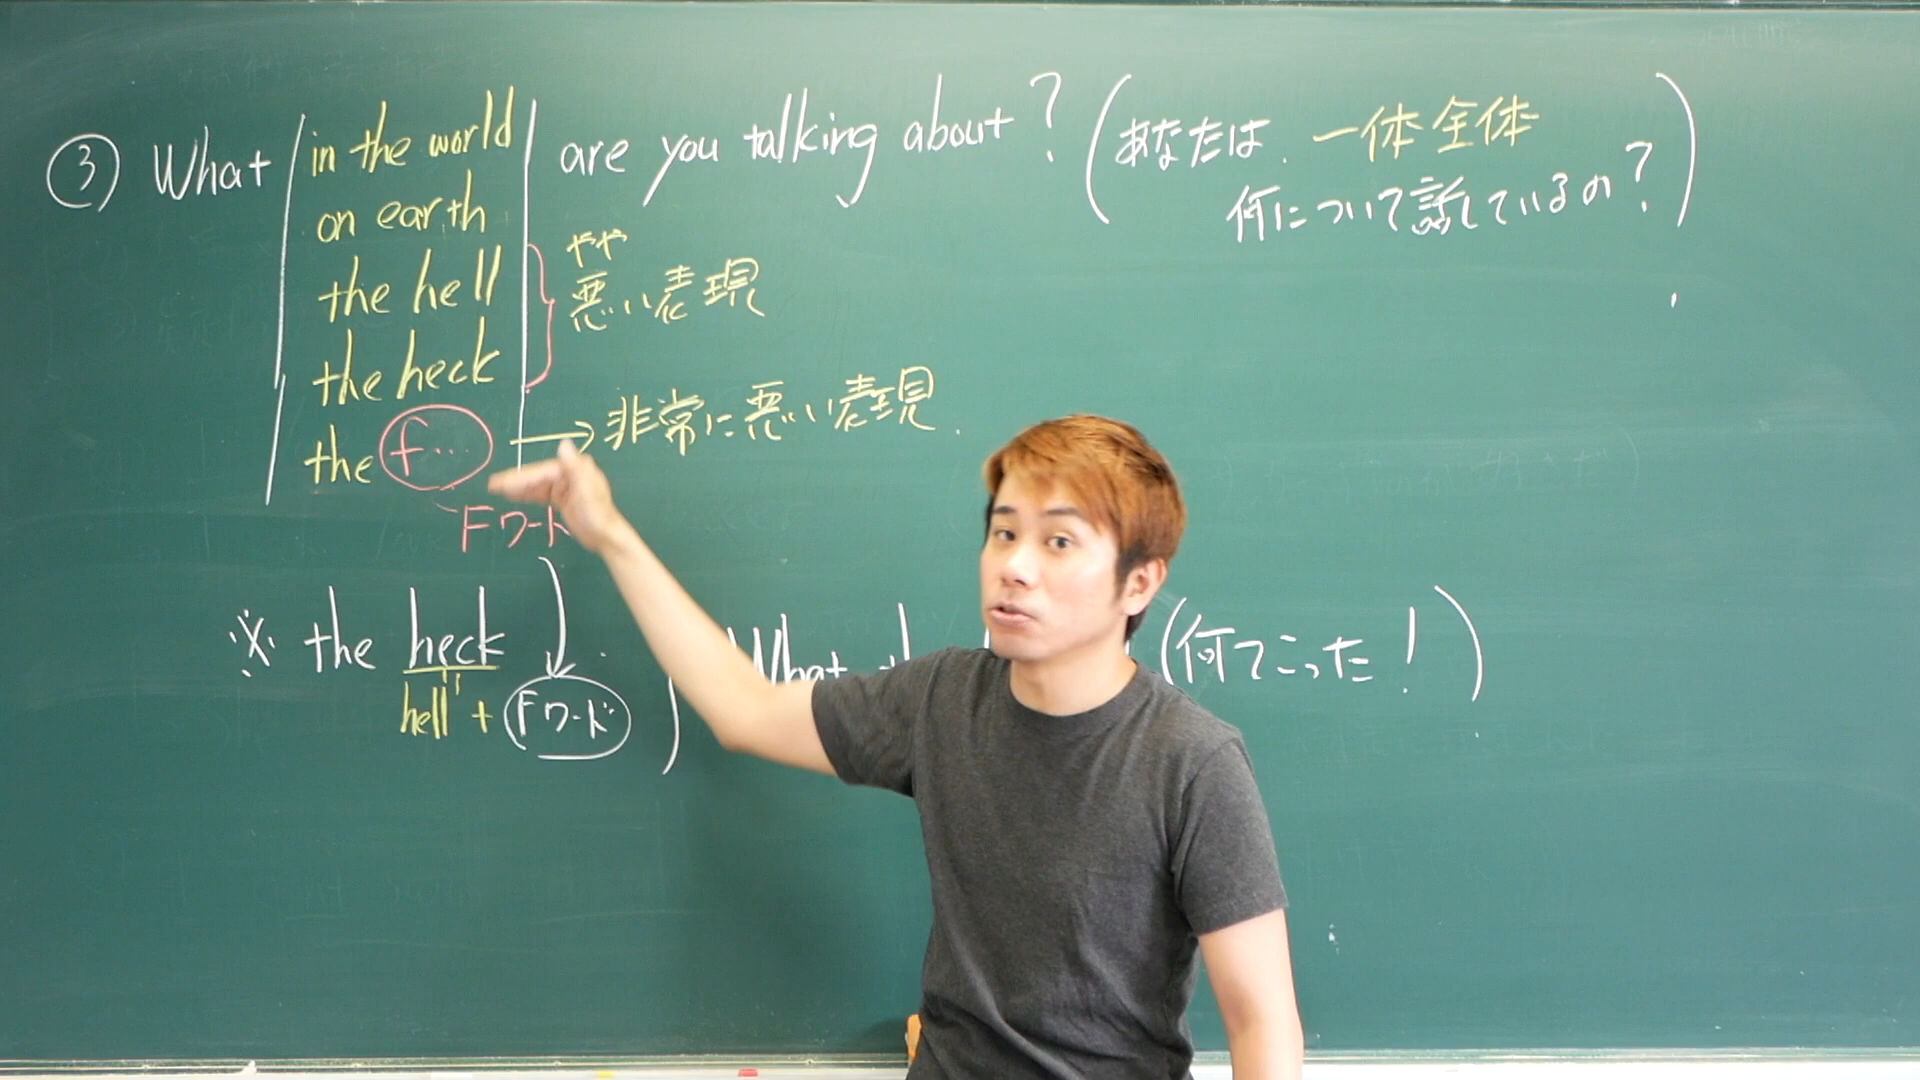 ③ What in the world are you talking about? (あなたは、一体全体
on earth 何について話しているの?)
the hell やや
悪い表現
the heck
the f… → 非常に悪い表現.
Fワード
※ the heck
hell + Fワード
What (何てこった!)